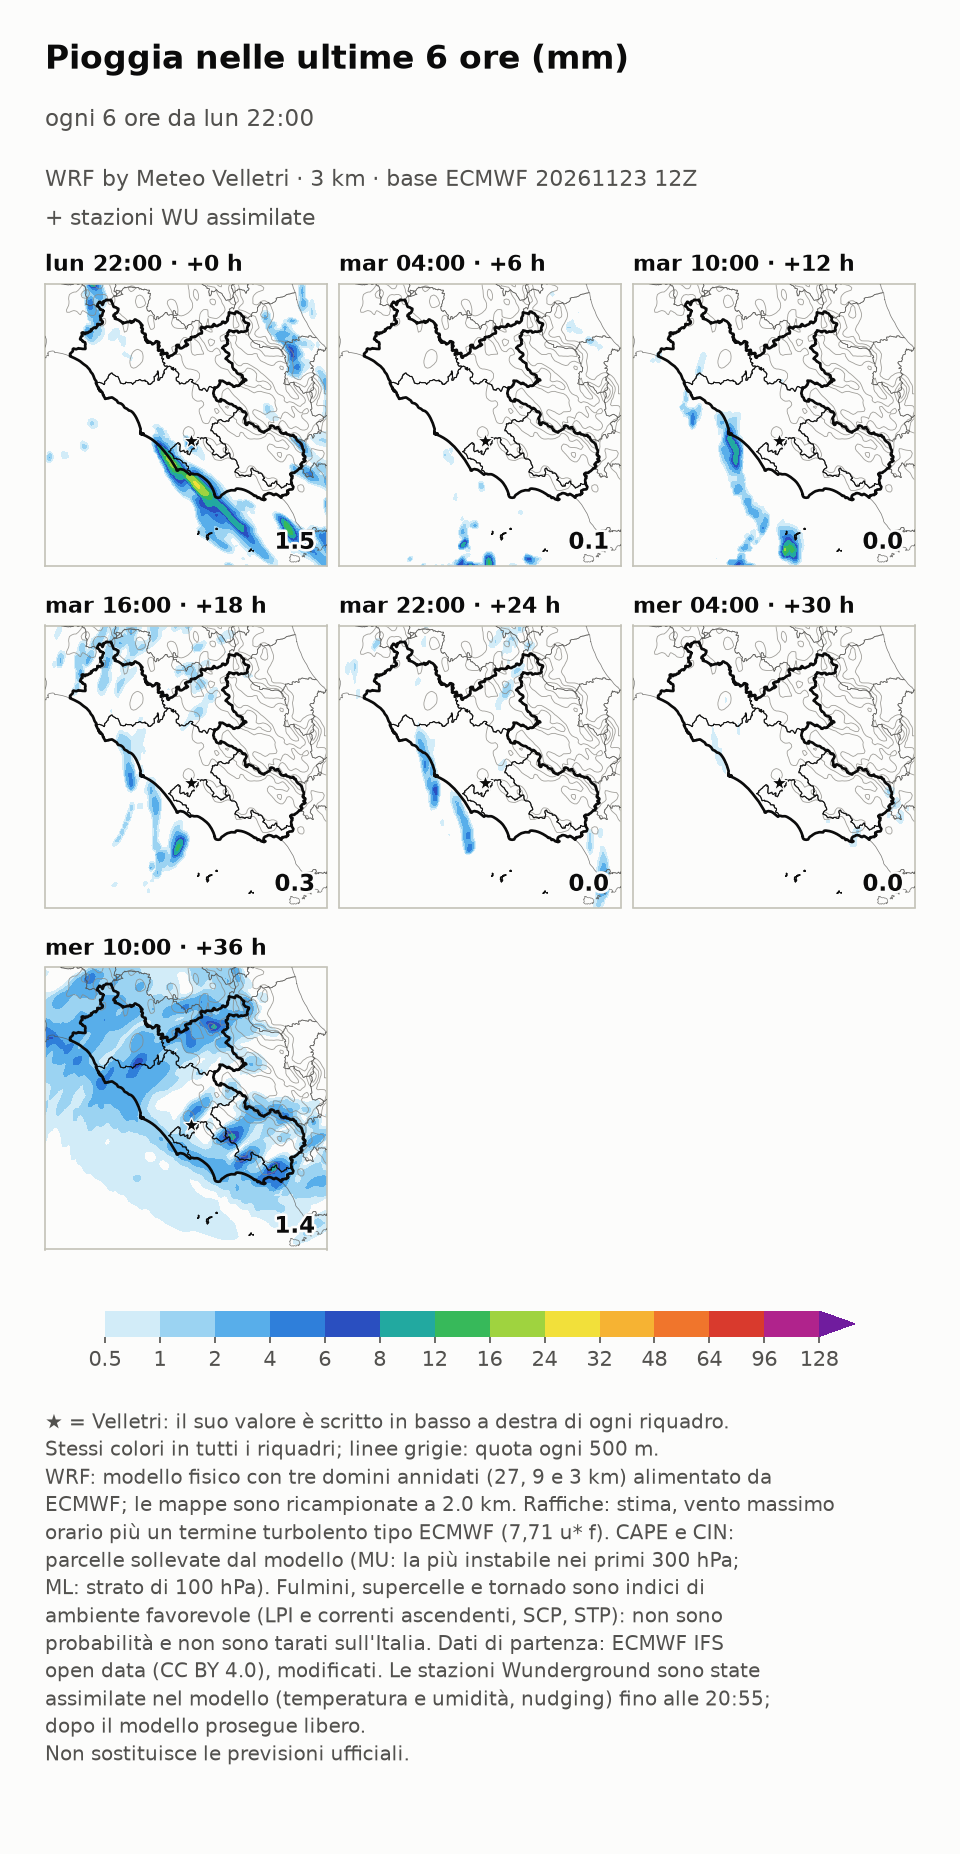 Pioggia nelle ultime 6 ore (mm)
ogni 6 ore da lun 22:00
WRF by Meteo Velletri · 3 km · base ECMWF 20261123 12Z
+ stazioni WU assimilate
lun 22:00 · +0 h
mar 04:00 · +6 h
mar 10:00 · +12 h
1.5
0.1
0.0
mar 16:00 · +18 h
mar 22:00 · +24 h
mer 04:00 · +30 h
0.3
0.0
0.0
mer 10:00 · +36 h
1.4
0.5 1 2 4 6 8 12 16 24 32 48 64 96 128
★ = Velletri: il suo valore è scritto in basso a destra di ogni riquadro.
Stessi colori in tutti i riquadri; linee grigie: quota ogni 500 m.
WRF: modello fisico con tre domini annidati (27, 9 e 3 km) alimentato da
ECMWF; le mappe sono ricampionate a 2.0 km. Raffiche: stima, vento massimo
orario più un termine turbolento tipo ECMWF (7,71 u* f). CAPE e CIN:
parcelle sollevate dal modello (MU: la più instabile nei primi 300 hPa;
ML: strato di 100 hPa). Fulmini, supercelle e tornado sono indici di
ambiente favorevole (LPI e correnti ascendenti, SCP, STP): non sono
probabilità e non sono tarati sull'Italia. Dati di partenza: ECMWF IFS
open data (CC BY 4.0), modificati. Le stazioni Wunderground sono state
assimilate nel modello (temperatura e umidità, nudging) fino alle 20:55;
dopo il modello prosegue libero.
Non sostituisce le previsioni ufficiali.